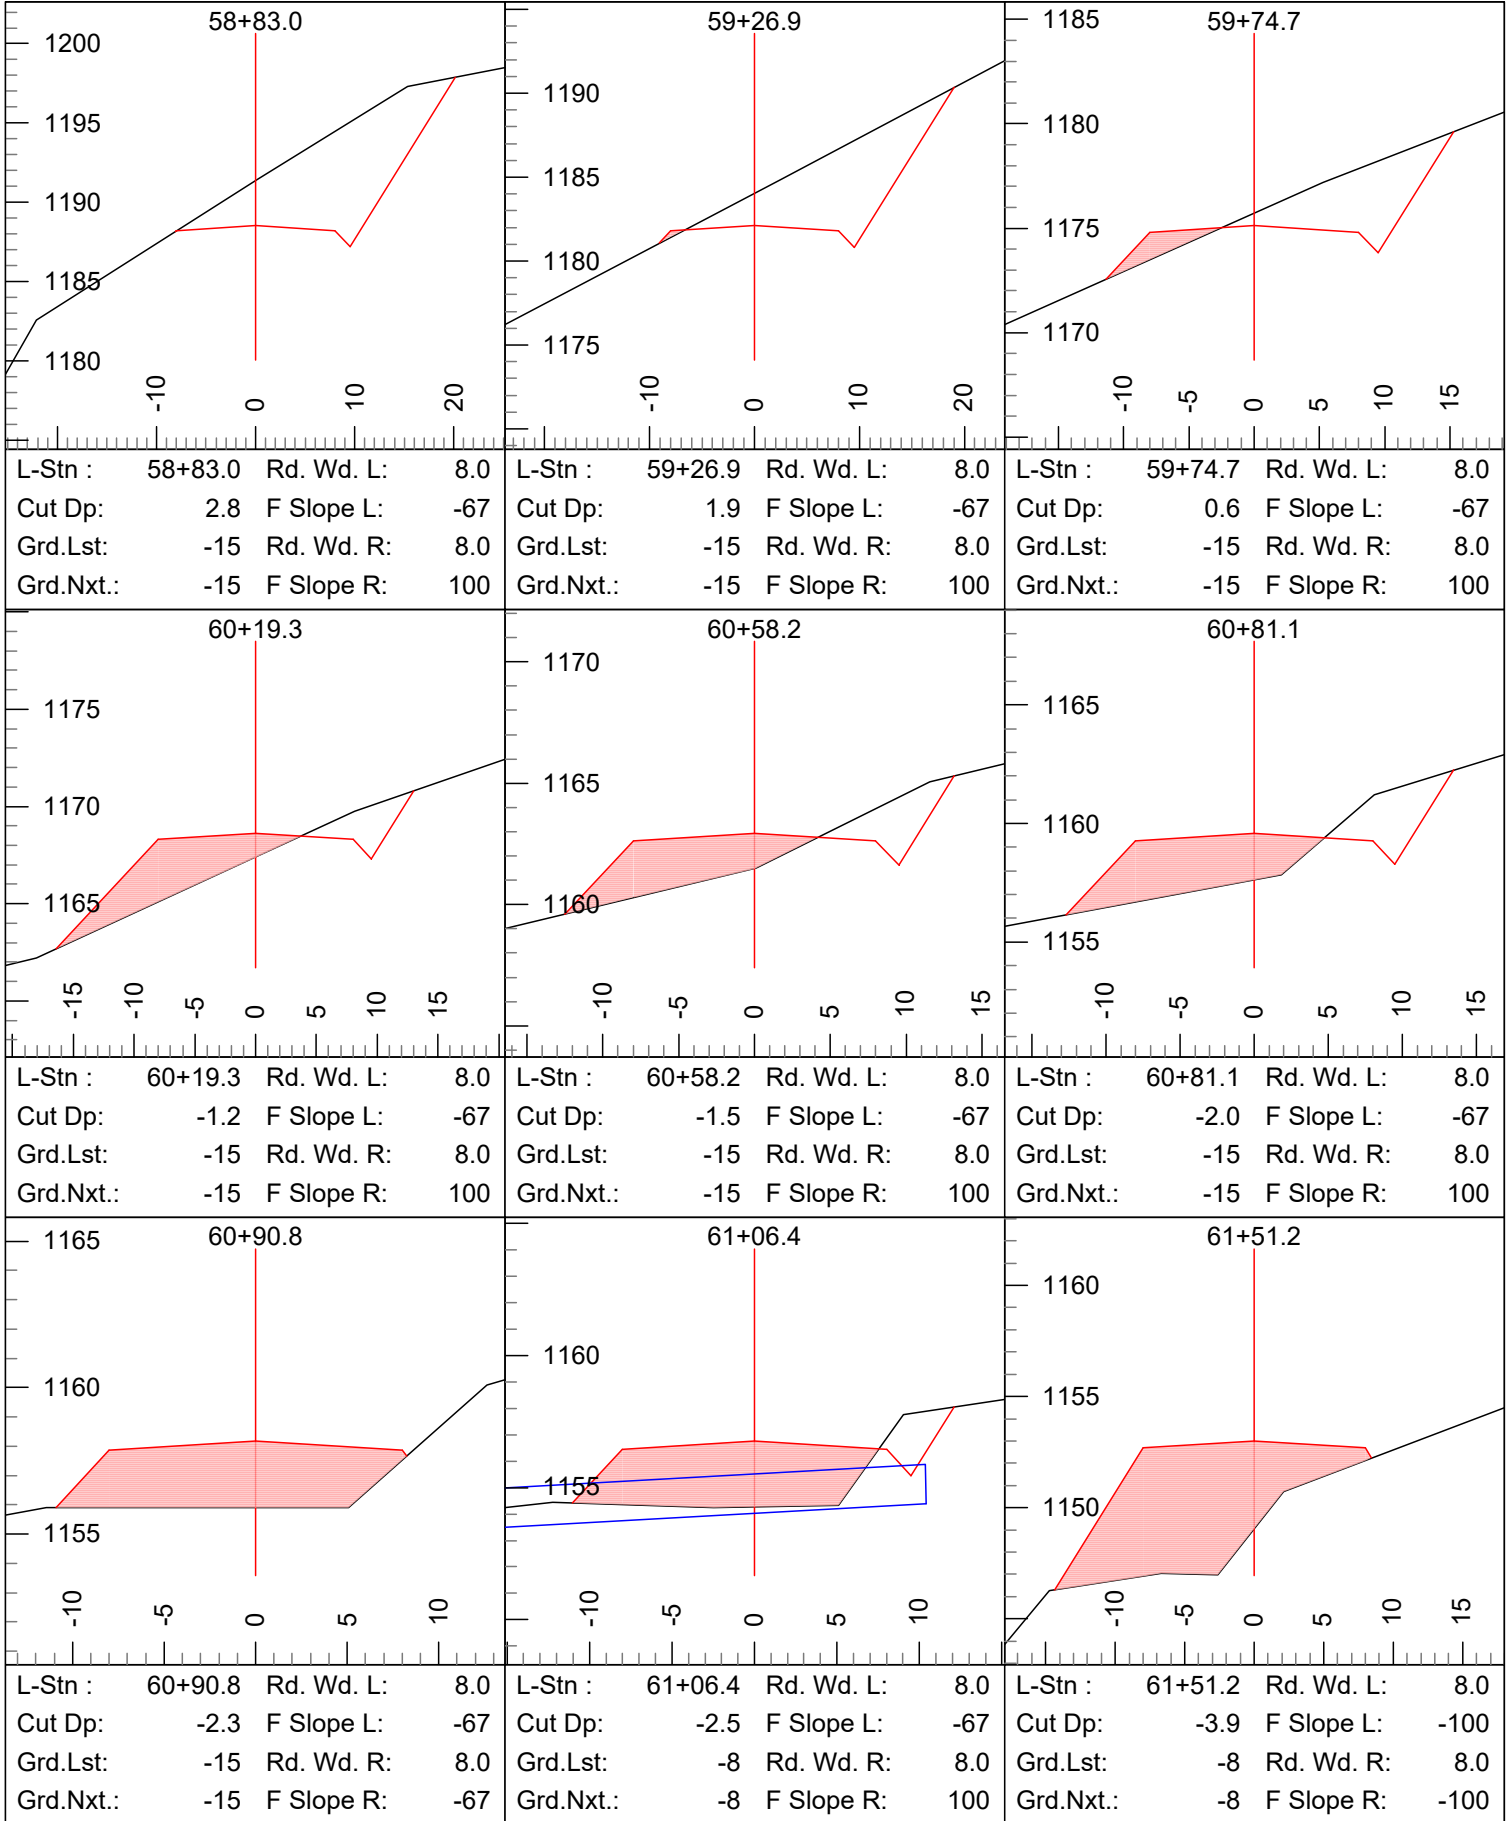 58+83.0
1200
1195
1190
1185
1180
-10 0 10 20
L-Stn : 58+83.0 Rd. Wd. L: 8.0
Cut Dp: 2.8 F Slope L: -67
Grd.Lst: -15 Rd. Wd. R: 8.0
Grd.Nxt.: -15 F Slope R: 100
59+26.9
1190
1185
1180
1175
-10 0 10 20
L-Stn : 59+26.9 Rd. Wd. L: 8.0
Cut Dp: 1.9 F Slope L: -67
Grd.Lst: -15 Rd. Wd. R: 8.0
Grd.Nxt.: -15 F Slope R: 100
59+74.7
1185
1180
1175
1170
-10 -5 0 5 10 15
L-Stn : 59+74.7 Rd. Wd. L: 8.0
Cut Dp: 0.6 F Slope L: -67
Grd.Lst: -15 Rd. Wd. R: 8.0
Grd.Nxt.: -15 F Slope R: 100
60+19.3
1175
1170
1165
-15 -10 -5 0 5 10 15
L-Stn : 60+19.3 Rd. Wd. L: 8.0
Cut Dp: -1.2 F Slope L: -67
Grd.Lst: -15 Rd. Wd. R: 8.0
Grd.Nxt.: -15 F Slope R: 100
60+58.2
1170
1165
1160
-10 -5 0 5 10 15
L-Stn : 60+58.2 Rd. Wd. L: 8.0
Cut Dp: -1.5 F Slope L: -67
Grd.Lst: -15 Rd. Wd. R: 8.0
Grd.Nxt.: -15 F Slope R: 100
60+81.1
1165
1160
1155
-10 -5 0 5 10 15
L-Stn : 60+81.1 Rd. Wd. L: 8.0
Cut Dp: -2.0 F Slope L: -67
Grd.Lst: -15 Rd. Wd. R: 8.0
Grd.Nxt.: -15 F Slope R: 100
60+90.8
1165
1160
1155
-10 -5 0 5 10
L-Stn : 60+90.8 Rd. Wd. L: 8.0
Cut Dp: -2.3 F Slope L: -67
Grd.Lst: -15 Rd. Wd. R: 8.0
Grd.Nxt.: -15 F Slope R: -67
61+06.4
1160
1155
-10 -5 0 5 10
L-Stn : 61+06.4 Rd. Wd. L: 8.0
Cut Dp: -2.5 F Slope L: -67
Grd.Lst: -8 Rd. Wd. R: 8.0
Grd.Nxt.: -8 F Slope R: 100
61+51.2
1160
1155
1150
-10 -5 0 5 10 15
L-Stn : 61+51.2 Rd. Wd. L: 8.0
Cut Dp: -3.9 F Slope L: -100
Grd.Lst: -8 Rd. Wd. R: 8.0
Grd.Nxt.: -8 F Slope R: -100